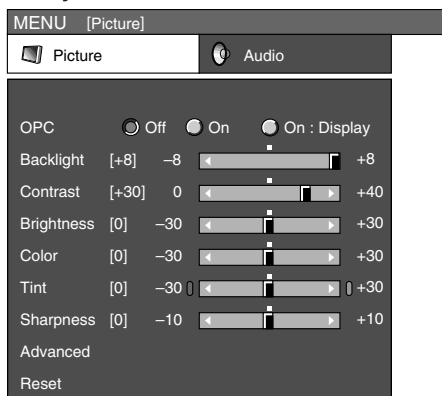 MENU [Picture]
Picture Audio
OPC Off On On : Display
Backlight [+8] –8 +8
Contrast [+30] 0 +40
Brightness [0] –30 +30
Color [0] –30 +30
Tint [0] –30 +30
Sharpness [0] –10 +10
Advanced
Reset